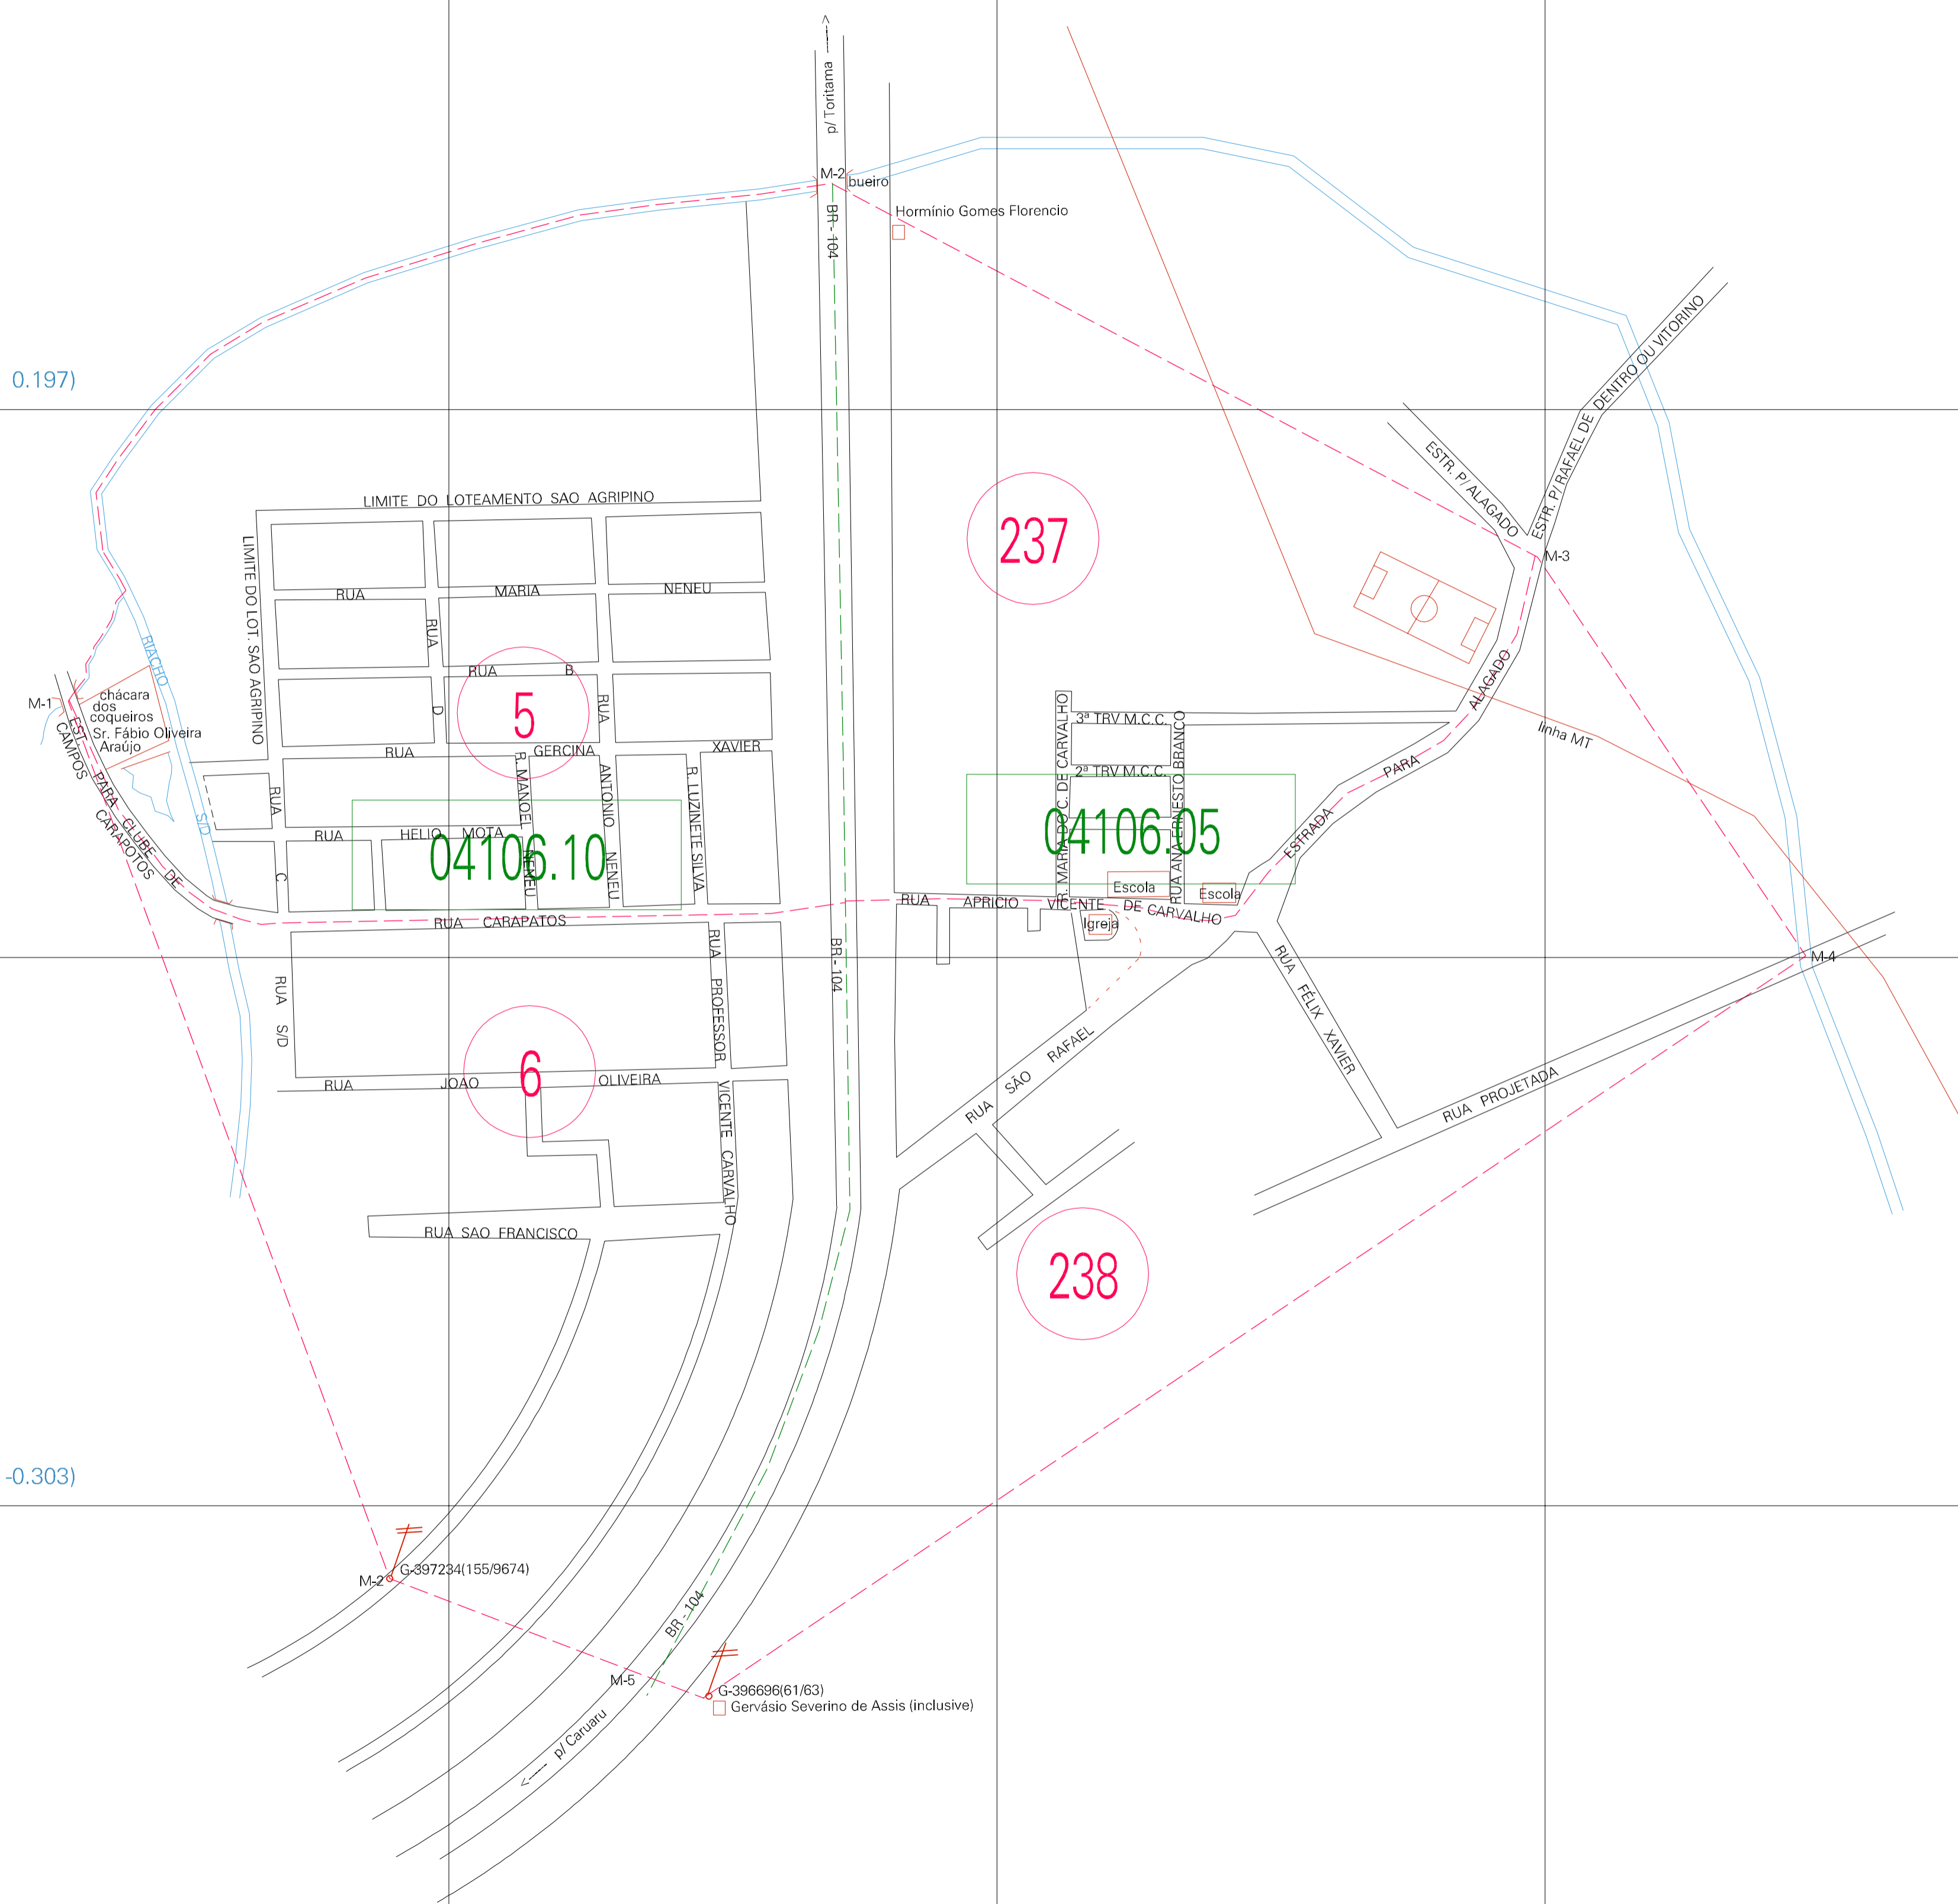 p/ Toritama
M-2
bueiro
BR - 104
Hormínio Gomes Florencio
0.197)
ESTR. P/ RAFAEL DE DENTRO OU VITORINO
ESTR. P/ ALAGADO
M-3
LIMITE DO LOTEAMENTO SAO AGRIPINO
LIMITE DO LOT. SAO AGRIPINO
237
RUA MARIA NENEU
RUA D
RUA B
5
RIACHO S/D
M-1
chácara
dos
coqueiros
Sr. Fábio Oliveira
Araújo
EST. PARA CLUBE DE
CAMPOS CARAPOTOS
RUA GERCINA XAVIER
RUA ANTONIO NENEU
R. MANOEL NENEU
R. LUZINETE SILVA
RUA C
RUA HELIO MOTA
04106.10
R. MARIA DO C. DE CARVALHO
3ª TRV M.C.C.
2ª TRV M.C.C.
RUA ANA ERNESTO BRANCO
04106.05
ESTRADA PARA ALAGADO
linha MT
Escola
Escola
Igreja
RUA APRICIO VICENTE DE CARVALHO
RUA CARAPATOS
BR - 104
M-4
RUA S/D
RUA PROFESSOR VICENTE CARVALHO
6
RUA JOAO OLIVEIRA
RUA SÃO RAFAEL
RUA FÉLIX XAVIER
RUA PROJETADA
RUA SAO FRANCISCO
238
-0.303)
M-2
G-397234(155/9674)
BR - 104
M-5
G-396696(61/63)
Gervásio Severino de Assis (inclusive)
p/ Caruaru